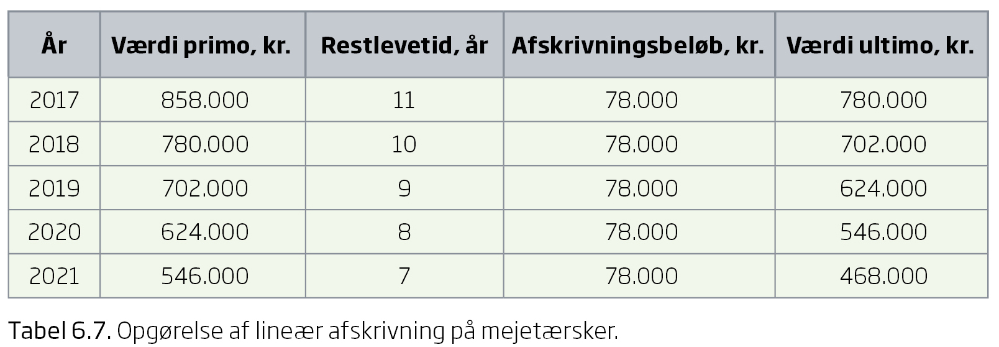 År Værdi primo, kr. Restlevetid, år Afskrivningsbeløb, kr. Værdi ultimo, kr.
2017 858.000 11 78.000 780.000
2018 780.000 10 78.000 702.000
2019 702.000 9 78.000 624.000
2020 624.000 8 78.000 546.000
2021 546.000 7 78.000 468.000
Tabel 6.7. Opgørelse af lineær afskrivning på mejetærsker.